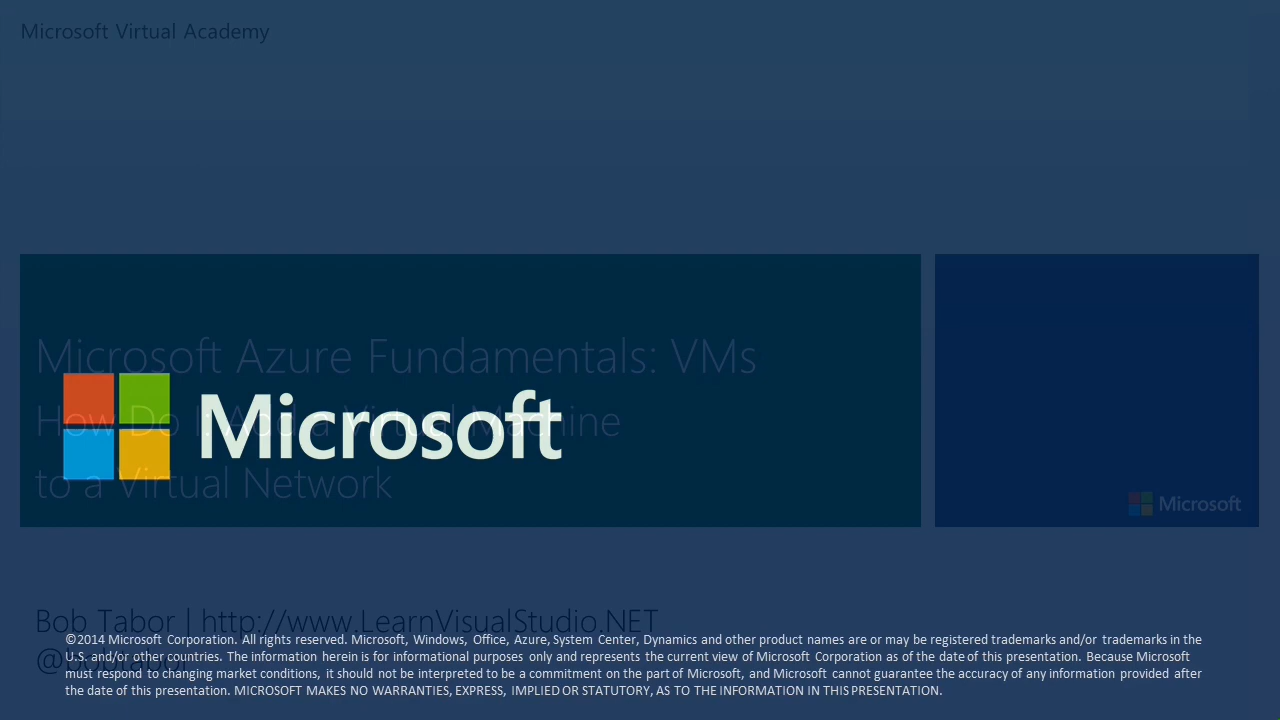 Microsoft Virtual Academy
Microsoft Azure Fundamentals: VMs
Microsoft
How Do I: Add a Virtual Machine
to a Virtual Network
Microsoft
Bob Tabor | http://www.LearnVisualStudio.NET
@bobtabor
©2014 Microsoft Corporation. All rights reserved. Microsoft, Windows, Office, Azure, System Center, Dynamics and other product names are or may be registered trademarks and/or trademarks in the
U.S. and/or other countries. The information herein is for informational purposes only and represents the current view of Microsoft Corporation as of the date of this presentation. Because Microsoft
must respond to changing market conditions, it should not be interpreted to be a commitment on the part of Microsoft, and Microsoft cannot guarantee the accuracy of any information provided after
the date of this presentation. MICROSOFT MAKES NO WARRANTIES, EXPRESS, IMPLIED OR STATUTORY, AS TO THE INFORMATION IN THIS PRESENTATION.